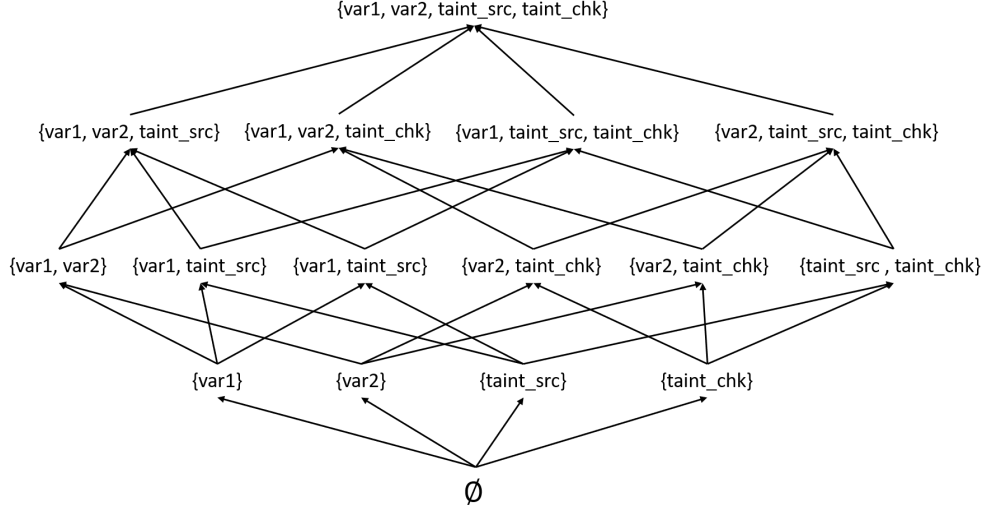 {var1, var2, taint_src, taint_chk}
{var1, var2, taint_src} {var1, var2, taint_chk} {var1, taint_src, taint_chk} {var2, taint_src, taint_chk}
{var1, var2} {var1, taint_src} {var1, taint_src} {var2, taint_chk} {var2, taint_chk} {taint_src , taint_chk}
{var1} {var2} {taint_src} {taint_chk}
∅